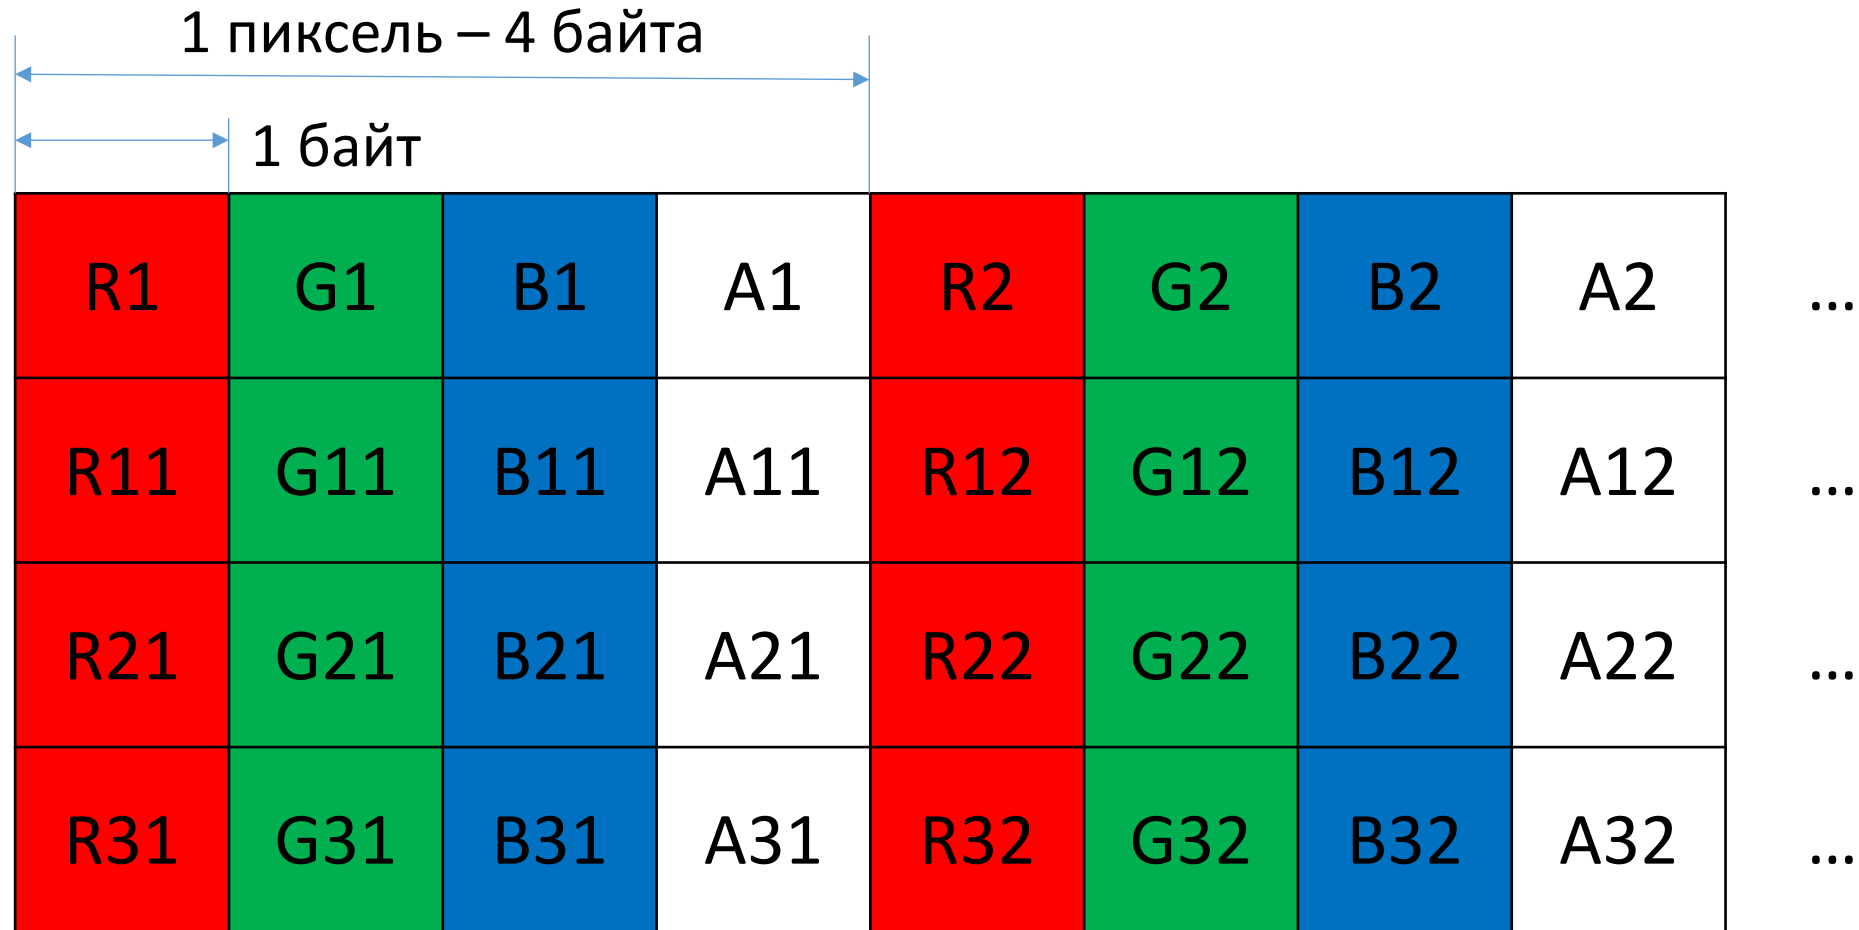 1 пиксель – 4 байта
1 байт
R1 G1 B1 A1 R2 G2 B2 A2 ...
R11 G11 B11 A11 R12 G12 B12 A12 ...
R21 G21 B21 A21 R22 G22 B22 A22 ...
R31 G31 B31 A31 R32 G32 B32 A32 ...